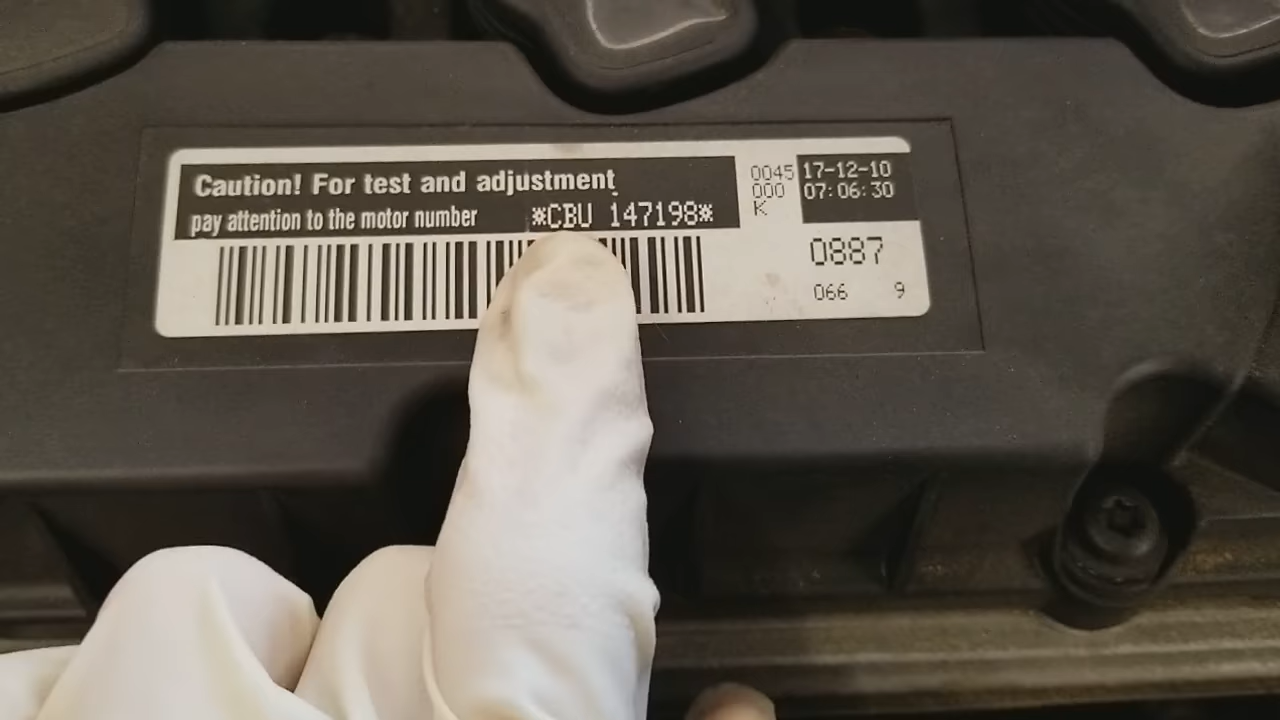 Caution! For test and adjustment
pay attention to the motor number *CBU 147198*
0045
000
K
17-12-10
07:06:30
0887
066 9